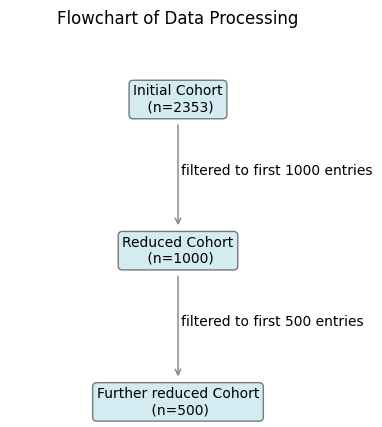 Flowchart of Data Processing
Initial Cohort
(n=2353)
filtered to first 1000 entries
Reduced Cohort
(n=1000)
filtered to first 500 entries
Further reduced Cohort
(n=500)